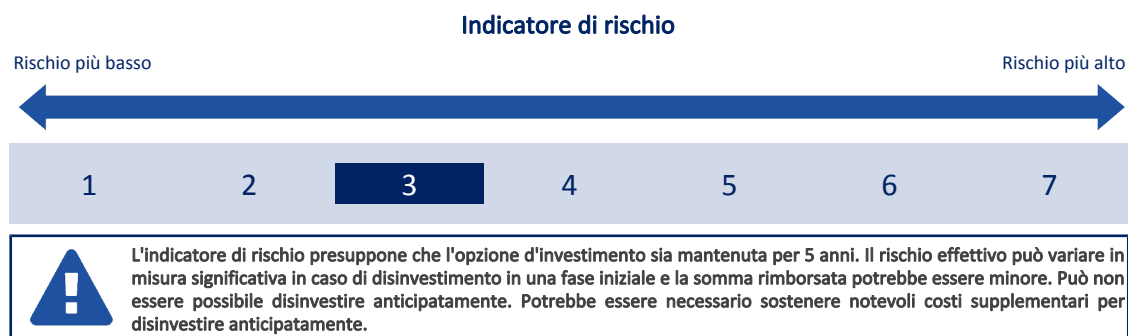 Indicatore di rischio
Rischio più basso
Rischio più alto
1 2 3 4 5 6 7
L'indicatore di rischio presuppone che l'opzione d'investimento sia mantenuta per 5 anni. Il rischio effettivo può variare in
misura significativa in caso di disinvestimento in una fase iniziale e la somma rimborsata potrebbe essere minore. Può non
essere possibile disinvestire anticipatamente. Potrebbe essere necessario sostenere notevoli costi supplementari per
disinvestire anticipatamente.